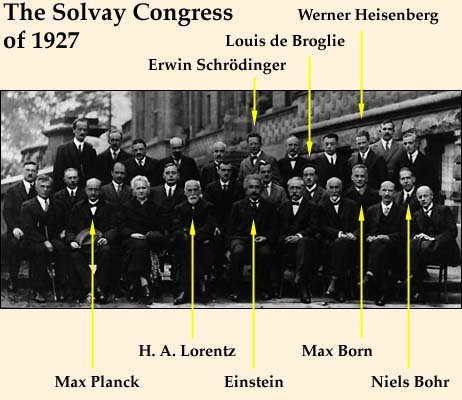 The Solvay Congress
of 1927
Werner Heisenberg
Louis de Broglie
Erwin Schrödinger
H. A. Lorentz
Max Born
Max Planck
Einstein
Niels Bohr